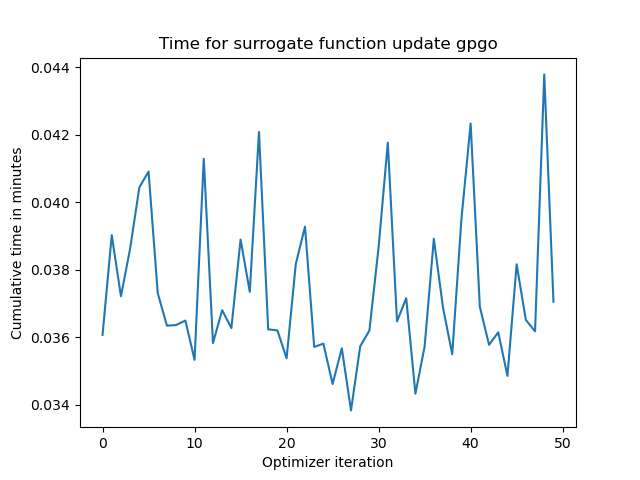 Time for surrogate function update gpgo
Cumulative time in minutes
0.044
0.042
0.040
0.038
0.036
0.034
0 10 20 30 40 50
Optimizer iteration